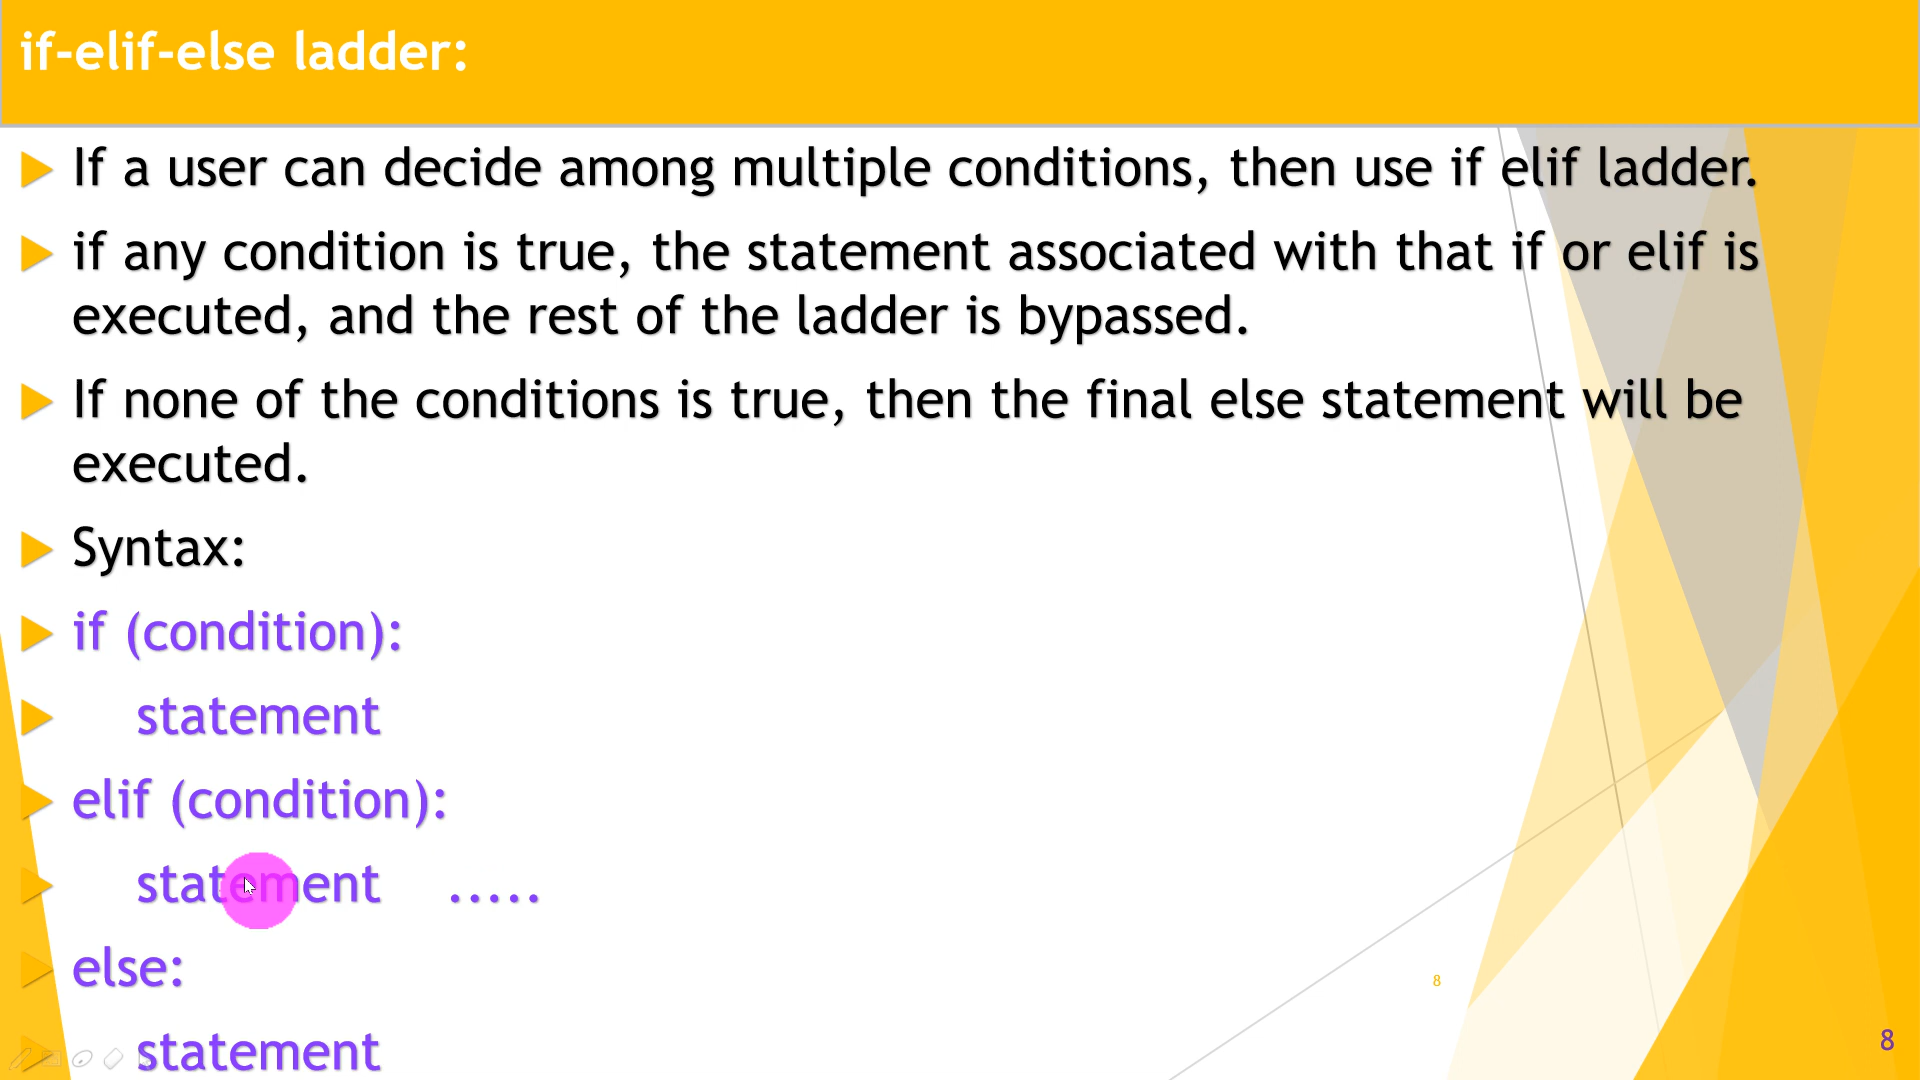 if-elif-else ladder:
If a user can decide among multiple conditions, then use if elif ladder.
if any condition is true, the statement associated with that if or elif is
executed, and the rest of the ladder is bypassed.
If none of the conditions is true, then the final else statement will be
executed.
Syntax:
if (condition):
statement
elif (condition):
statement .....
else:
statement
8
8